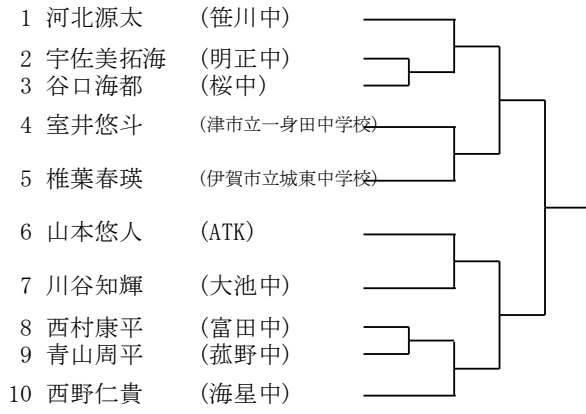 1 河北源太 (笹川中)
2 宇佐美拓海 (明正中)
3 谷口海都 (桜中)
4 室井悠斗 (津市立一身田中学校)
5 椎葉春瑛 (伊賀市立城東中学校)
6 山本悠人 (ATK)
7 川谷知輝 (大池中)
8 西村康平 (富田中)
9 青山周平 (菰野中)
10 西野仁貴 (海星中)